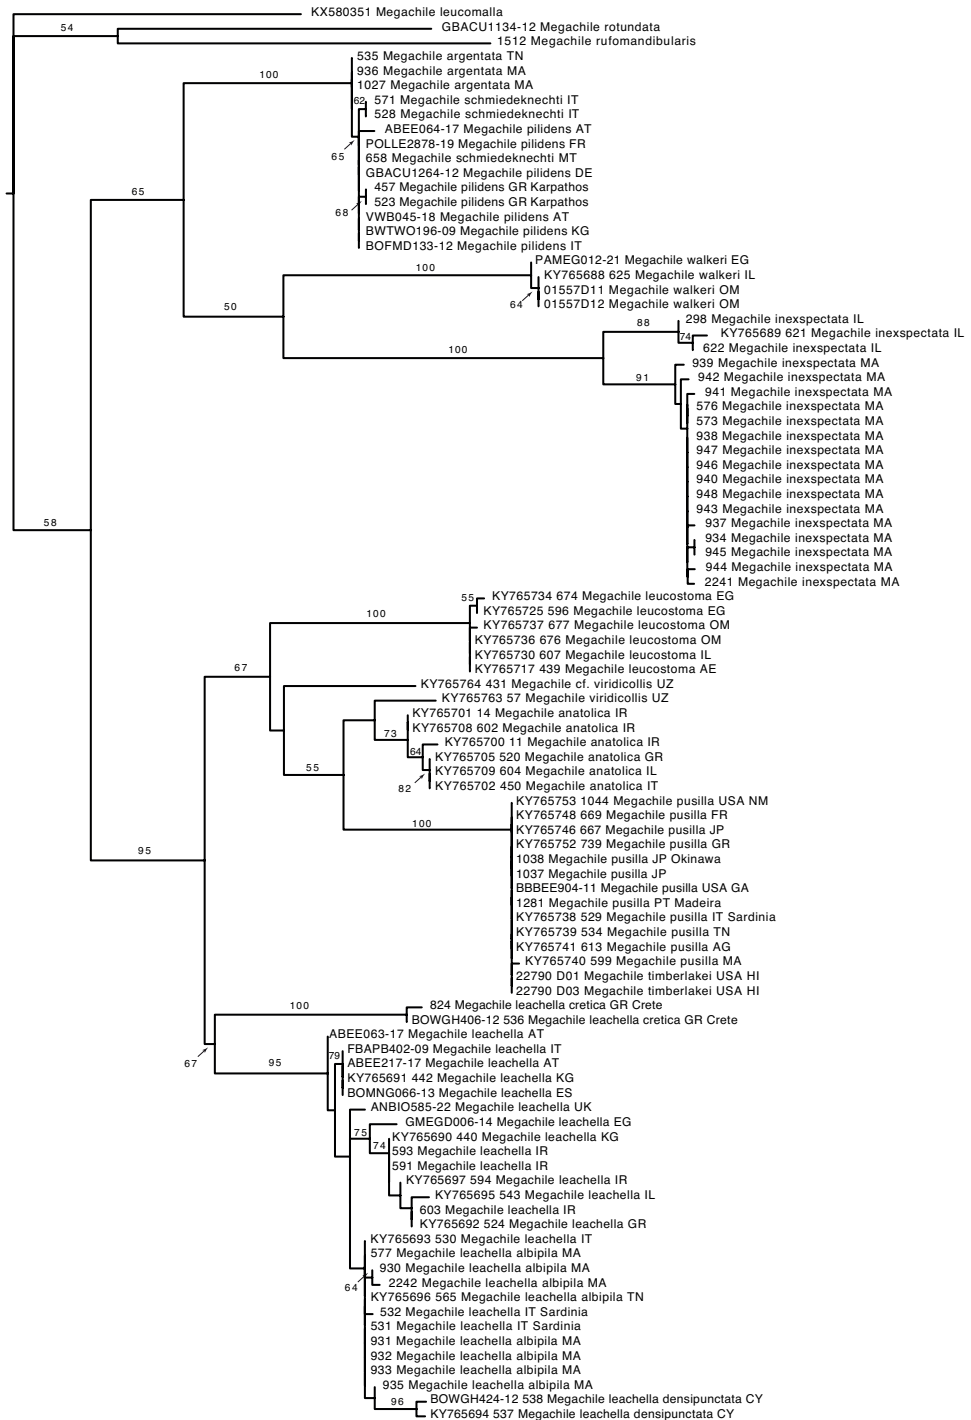 KX580351 Megachile leucomalla
54
GBACU1134-12 Megachile rotundata
1512 Megachile rufomandibularis
535 Megachile argentata TN
936 Megachile argentata MA
100
1027 Megachile argentata MA
62
571 Megachile schmiedeknechti IT
528 Megachile schmiedeknechti IT
ABEE064-17 Megachile pilidens AT
POLLE2878-19 Megachile pilidens FR
65
658 Megachile schmiedeknechti MT
GBACU1264-12 Megachile pilidens DE
65
457 Megachile pilidens GR Karpathos
523 Megachile pilidens GR Karpathos
68
VWB045-18 Megachile pilidens AT
BWTWO196-09 Megachile pilidens KG
BOFMD133-12 Megachile pilidens IT
PAMEG012-21 Megachile walkeri EG
100
KY765688 625 Megachile walkeri IL
01557D11 Megachile walkeri OM
50
64
01557D12 Megachile walkeri OM
298 Megachile inexspectata IL
88
74
KY765689 621 Megachile inexspectata IL
622 Megachile inexspectata IL
100
939 Megachile inexspectata MA
91
942 Megachile inexspectata MA
941 Megachile inexspectata MA
576 Megachile inexspectata MA
573 Megachile inexspectata MA
938 Megachile inexspectata MA
947 Megachile inexspectata MA
946 Megachile inexspectata MA
940 Megachile inexspectata MA
948 Megachile inexspectata MA
943 Megachile inexspectata MA
58
937 Megachile inexspectata MA
934 Megachile inexspectata MA
945 Megachile inexspectata MA
944 Megachile inexspectata MA
2241 Megachile inexspectata MA
55
KY765734 674 Megachile leucostoma EG
KY765725 596 Megachile leucostoma EG
100
KY765737 677 Megachile leucostoma OM
KY765736 676 Megachile leucostoma OM
KY765730 607 Megachile leucostoma IL
67
KY765717 439 Megachile leucostoma AE
KY765764 431 Megachile cf. viridicollis UZ
KY765763 57 Megachile viridicollis UZ
KY765701 14 Megachile anatolica IR
KY765708 602 Megachile anatolica IR
73
KY765700 11 Megachile anatolica IR
64
KY765705 520 Megachile anatolica GR
55
KY765709 604 Megachile anatolica IL
82
KY765702 450 Megachile anatolica IT
KY765753 1044 Megachile pusilla USA NM
KY765748 669 Megachile pusilla FR
100
KY765746 667 Megachile pusilla JP
KY765752 739 Megachile pusilla GR
95
1038 Megachile pusilla JP Okinawa
1037 Megachile pusilla JP
BBBEE904-11 Megachile pusilla USA GA
1281 Megachile pusilla PT Madeira
KY765738 529 Megachile pusilla IT Sardinia
KY765739 534 Megachile pusilla TN
KY765741 613 Megachile pusilla AG
KY765740 599 Megachile pusilla MA
22790 D01 Megachile timberlakei USA HI
22790 D03 Megachile timberlakei USA HI
100
824 Megachile leachella cretica GR Crete
BOWGH406-12 536 Megachile leachella cretica GR Crete
ABEE063-17 Megachile leachella AT
79
FBAPB402-09 Megachile leachella IT
67
95
ABEE217-17 Megachile leachella AT
KY765691 442 Megachile leachella KG
BOMNG066-13 Megachile leachella ES
ANBIO585-22 Megachile leachella UK
GMEGD006-14 Megachile leachella EG
75
KY765690 440 Megachile leachella KG
74
593 Megachile leachella IR
591 Megachile leachella IR
KY765697 594 Megachile leachella IR
KY765695 543 Megachile leachella IL
603 Megachile leachella IR
KY765692 524 Megachile leachella GR
KY765693 530 Megachile leachella IT
577 Megachile leachella albipila MA
930 Megachile leachella albipila MA
64
2242 Megachile leachella albipila MA
KY765696 565 Megachile leachella albipila TN
532 Megachile leachella IT Sardinia
531 Megachile leachella IT Sardinia
931 Megachile leachella albipila MA
932 Megachile leachella albipila MA
933 Megachile leachella albipila MA
935 Megachile leachella albipila MA
96
BOWGH424-12 538 Megachile leachella densipunctata CY
KY765694 537 Megachile leachella densipunctata CY